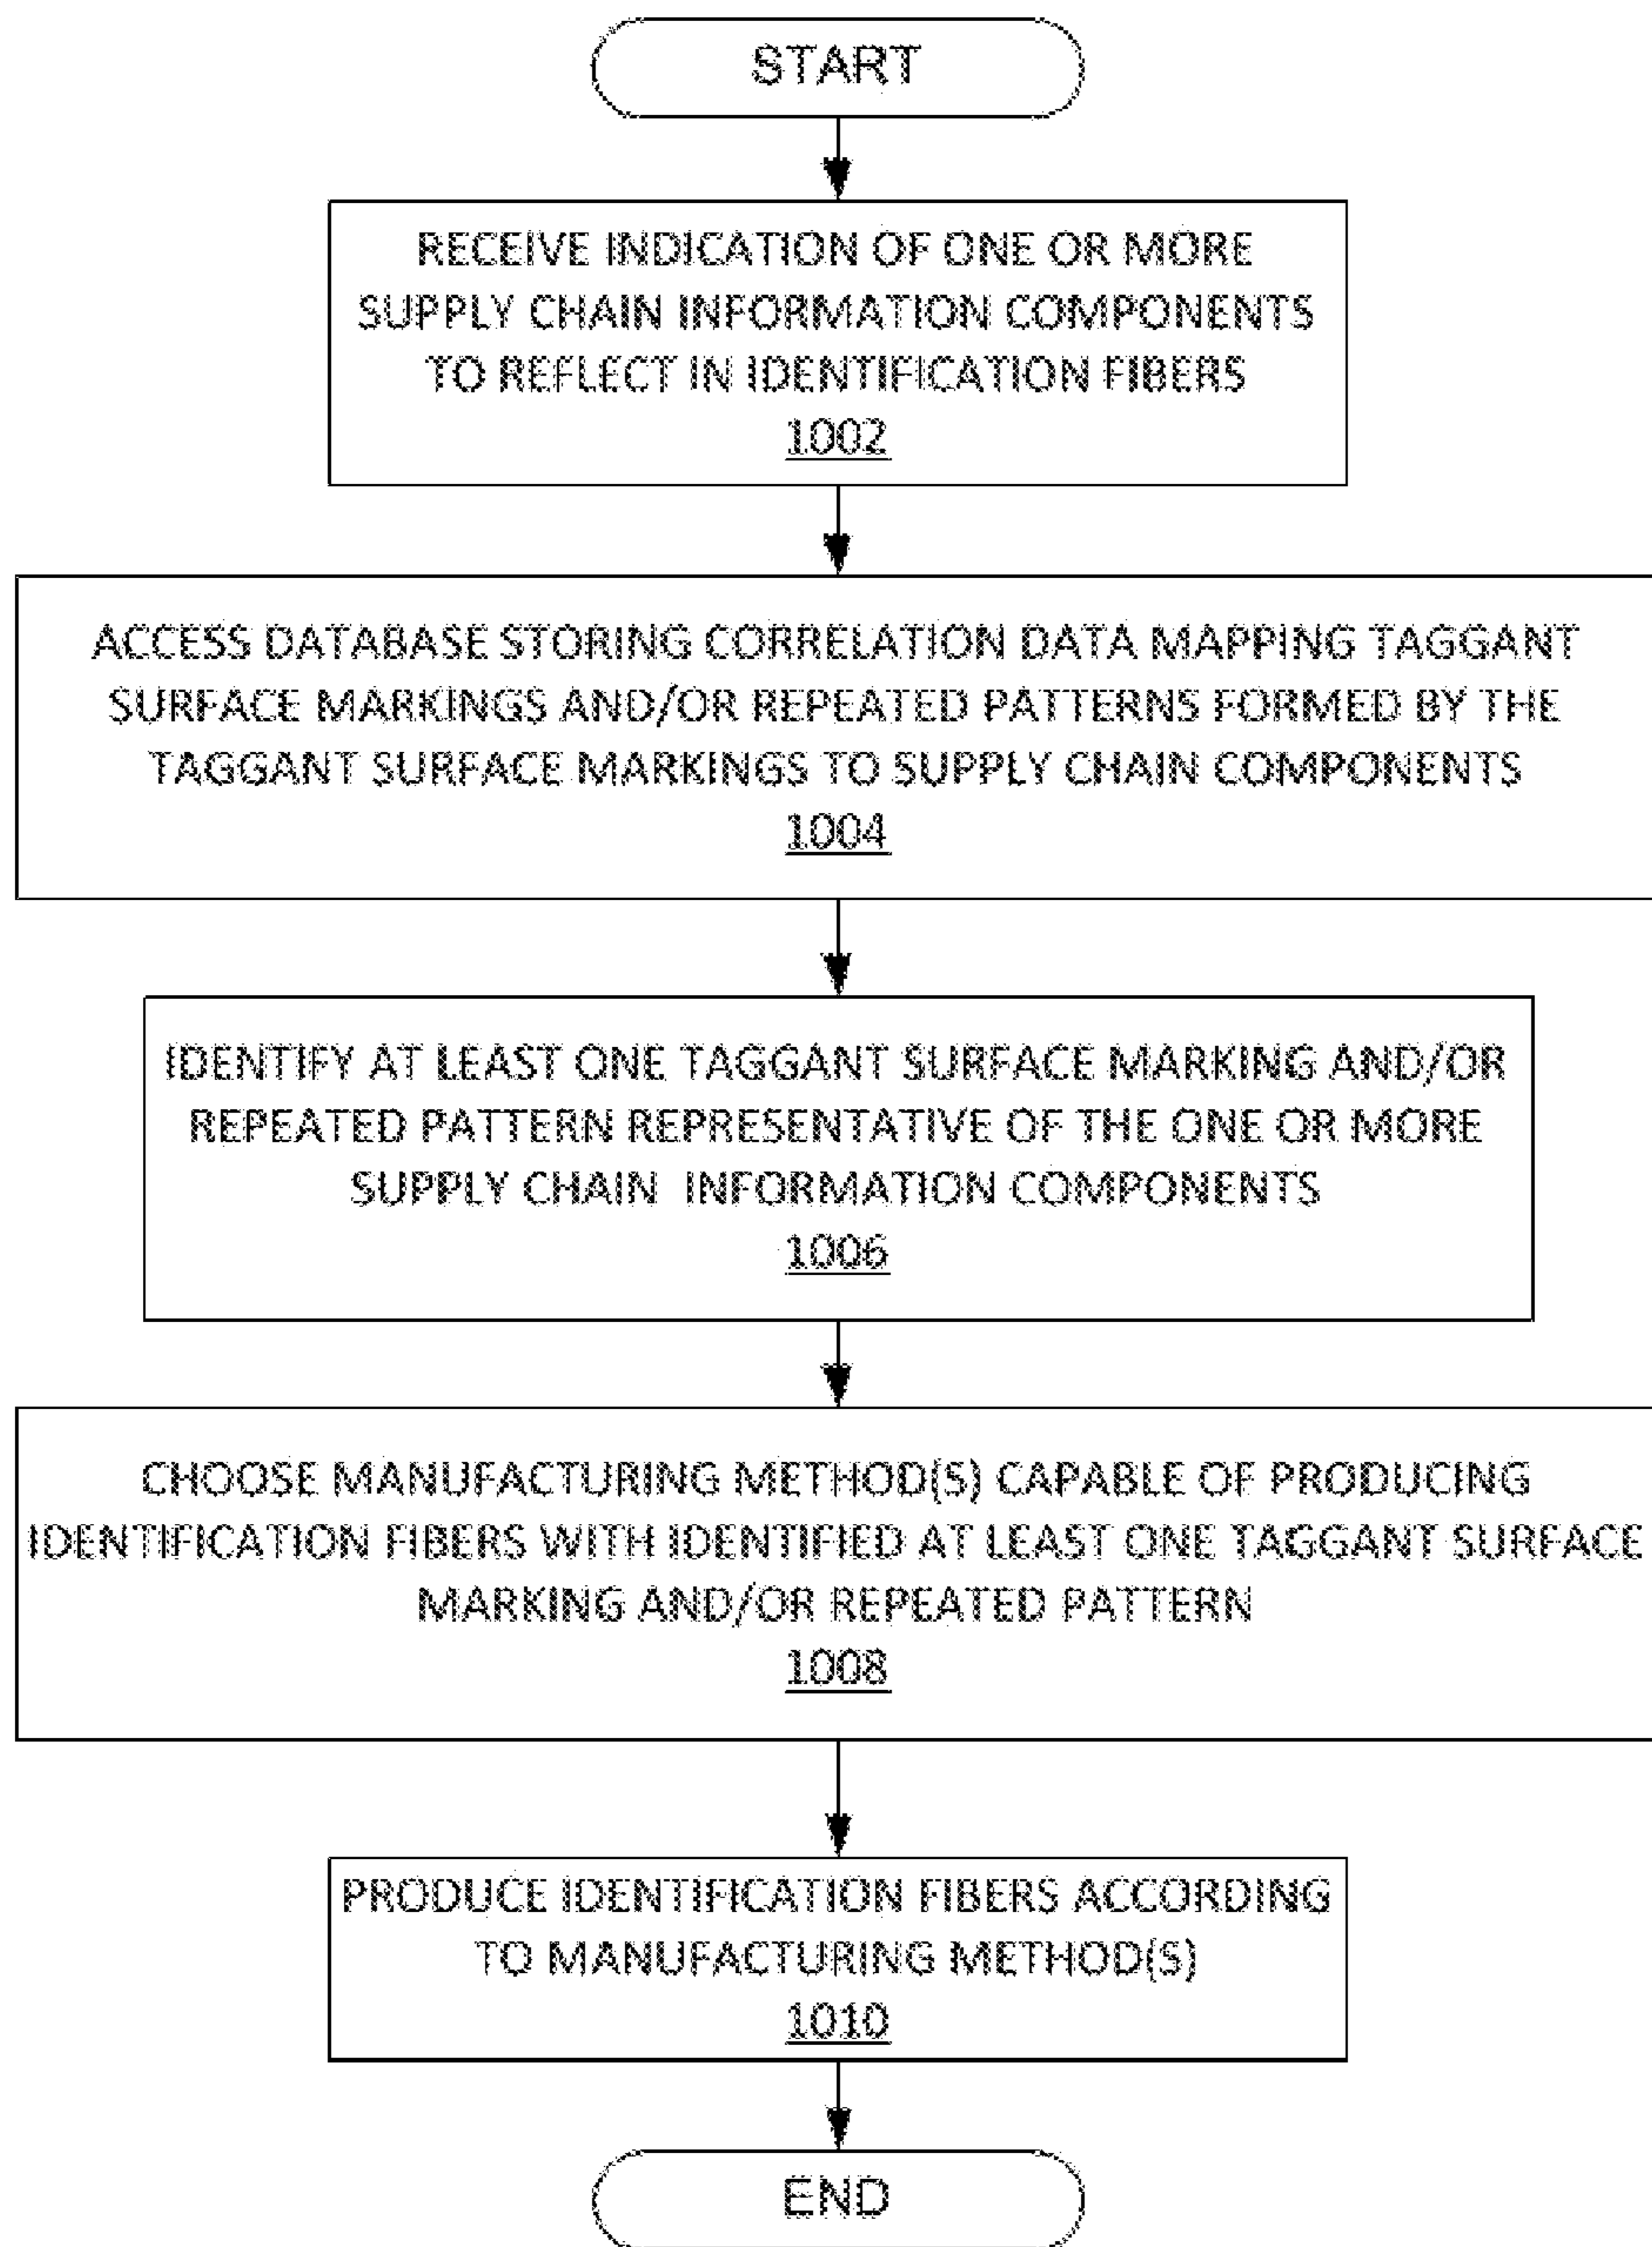 START
RECEIVE INDICATION OF ONE OR MORE
SUPPLY CHAIN INFORMATION COMPONENTS
TO REFLECT IN IDENTIFICATION FIBERS
1002
ACCESS DATABASE STORING CORRELATION DATA MAPPING TAGGANT
SURFACE MARKINGS AND/OR REPEATED PATTERNS FORMED BY THE
TAGGANT SURFACE MARKINGS TO SUPPLY CHAIN COMPONENTS
1004
IDENTIFY AT LEAST ONE TAGGANT SURFACE MARKING AND/OR
REPEATED PATTERN REPRESENTATIVE OF THE ONE OR MORE
SUPPLY CHAIN INFORMATION COMPONENTS
1006
CHOOSE MANUFACTURING METHOD(S) CAPABLE OF PRODUCING
IDENTIFICATION FIBERS WITH IDENTIFIED AT LEAST ONE TAGGANT SURFACE
MARKING AND/OR REPEATED PATTERN
1008
PRODUCE IDENTIFICATION FIBERS ACCORDING
TO MANUFACTURING METHOD(S)
1010
END